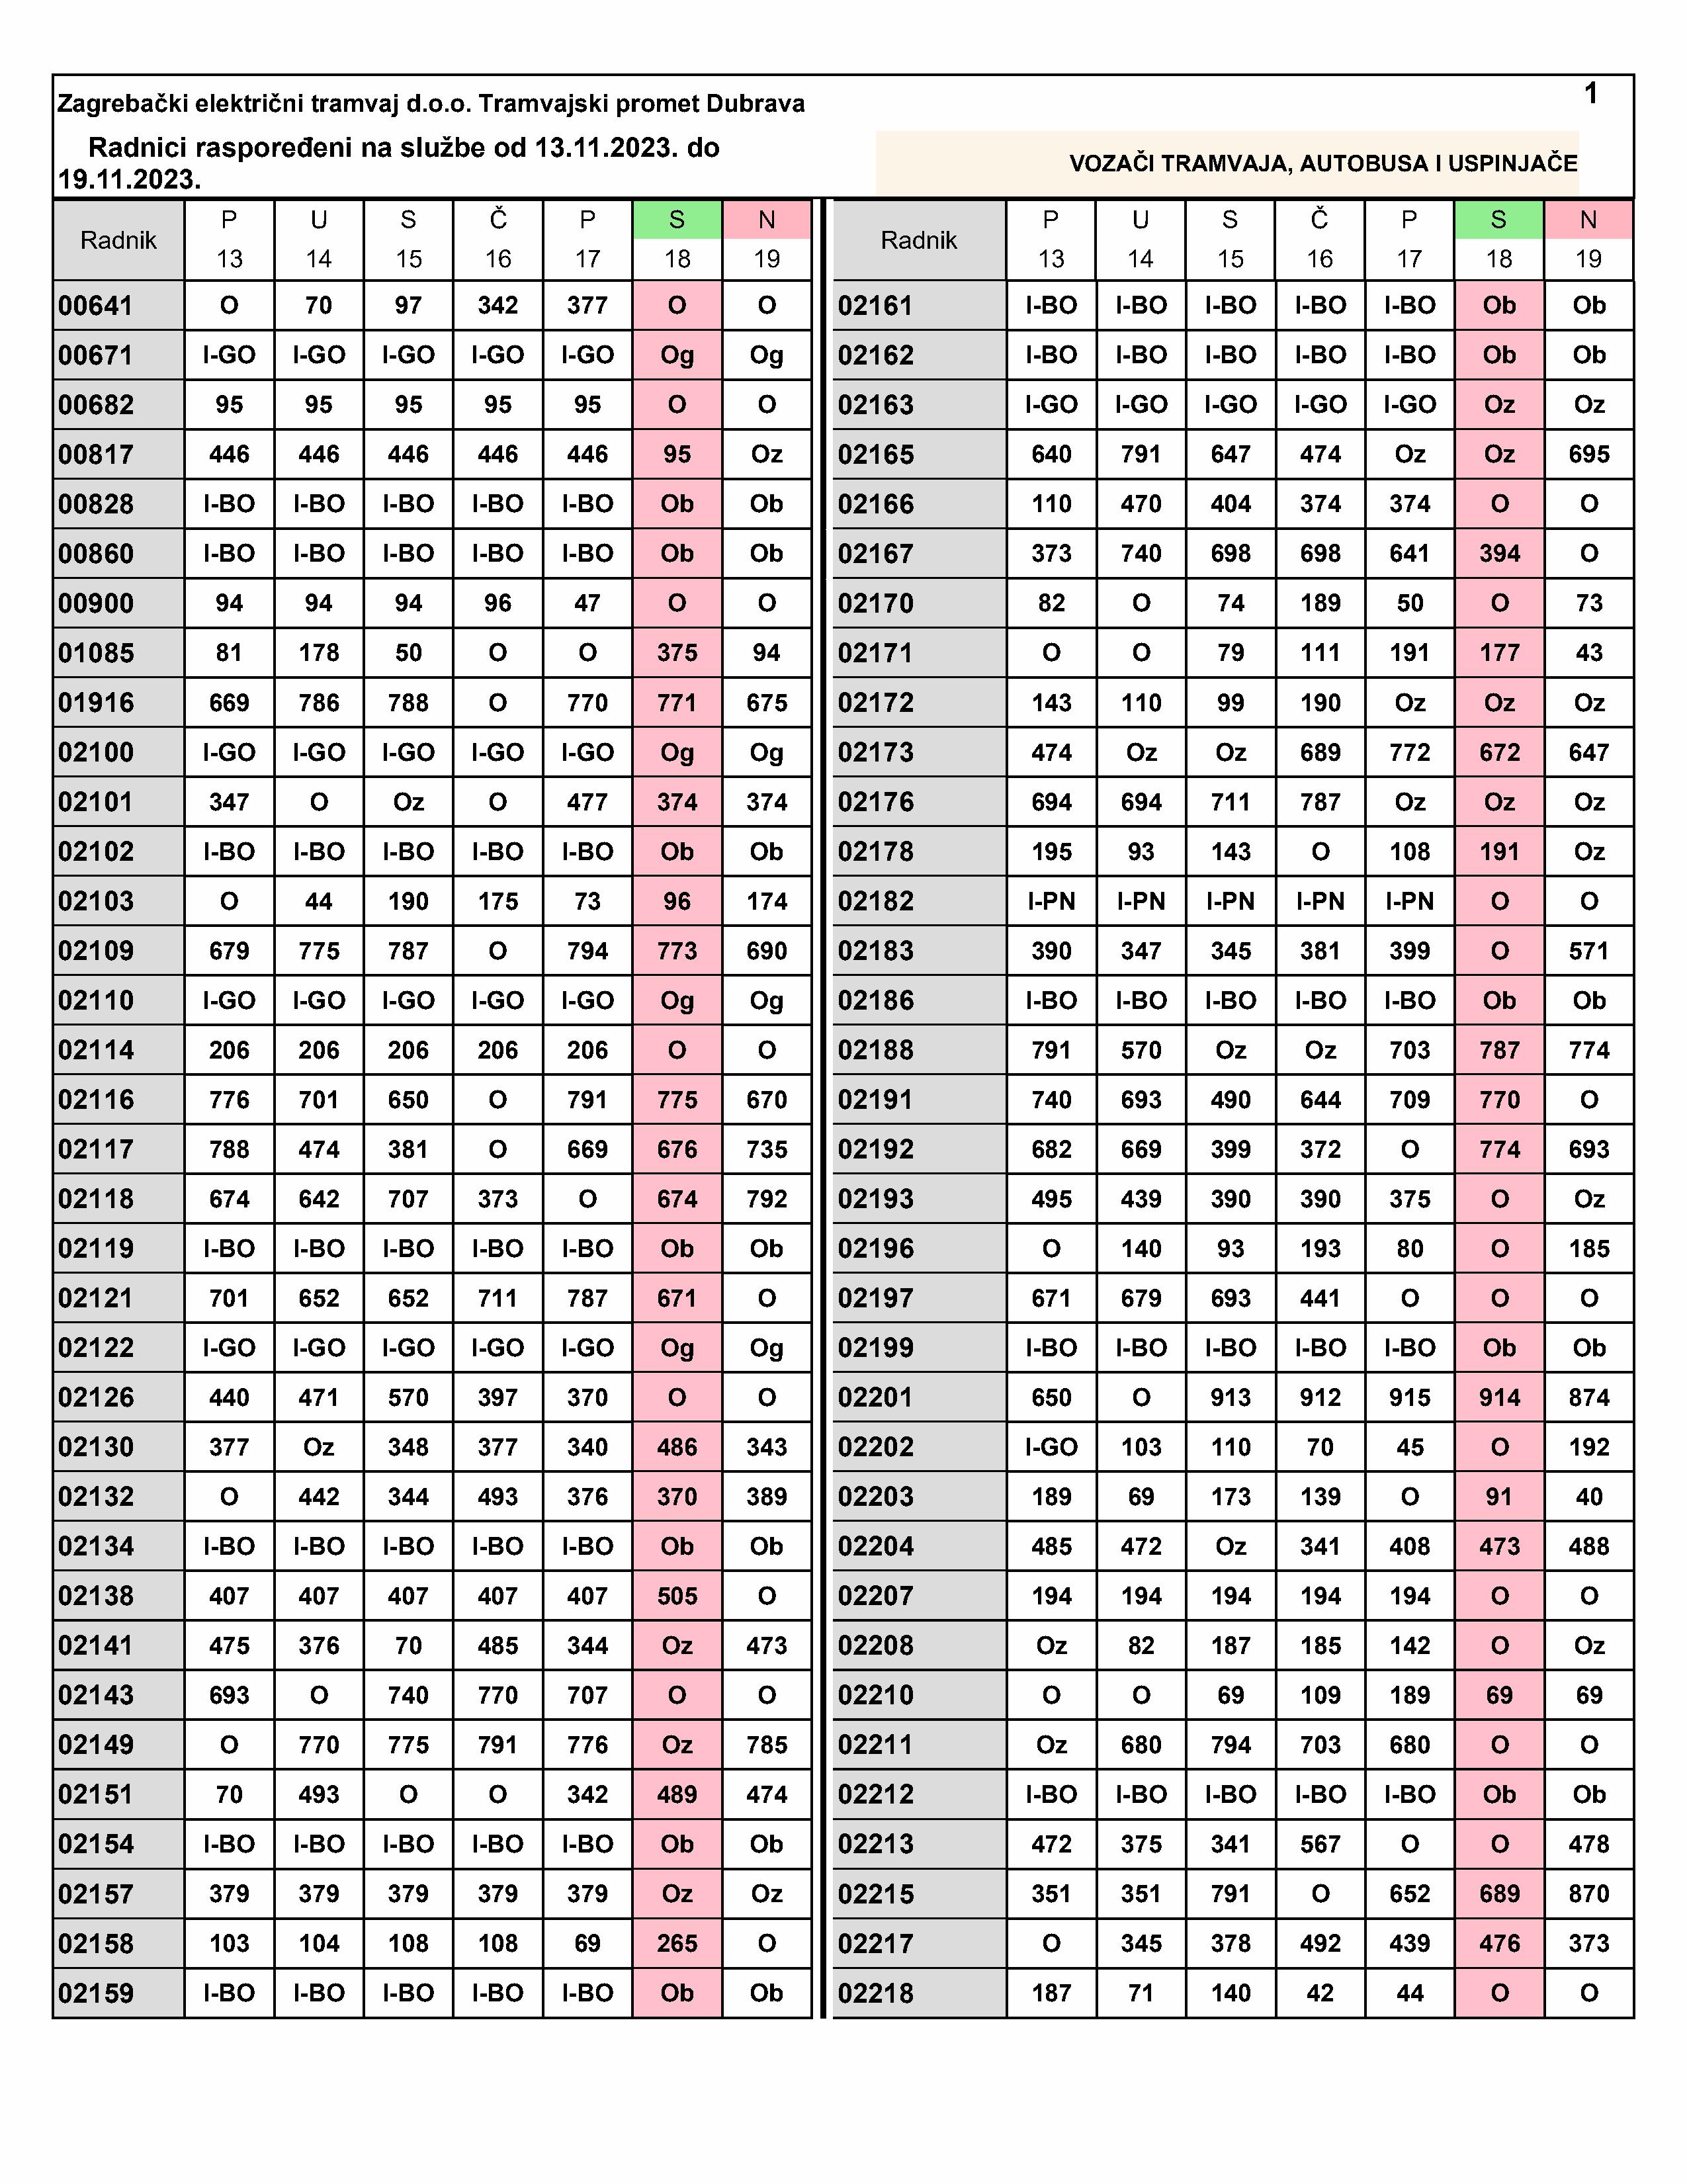 1
Zagrebački električni tramvaj d.o.o. Tramvajski promet Dubrava
Radnici raspoređeni na službe od 13.11.2023. do
19.11.2023.
VOZAČI TRAMVAJA, AUTOBUSA I USPINJAČE
Radnik P U S Č P S N
13 14 15 16 17 18 19
00641 O 70 97 342 377 O O
00671 I-GO I-GO I-GO I-GO I-GO Og Og
00682 95 95 95 95 95 O O
00817 446 446 446 446 446 95 Oz
00828 I-BO I-BO I-BO I-BO I-BO Ob Ob
00860 I-BO I-BO I-BO I-BO I-BO Ob Ob
00900 94 94 94 96 47 O O
01085 81 178 50 O O 375 94
01916 669 786 788 O 770 771 675
02100 I-GO I-GO I-GO I-GO I-GO Og Og
02101 347 O Oz O 477 374 374
02102 I-BO I-BO I-BO I-BO I-BO Ob Ob
02103 O 44 190 175 73 96 174
02109 679 775 787 O 794 773 690
02110 I-GO I-GO I-GO I-GO I-GO Og Og
02114 206 206 206 206 206 O O
02116 776 701 650 O 791 775 670
02117 788 474 381 O 669 676 735
02118 674 642 707 373 O 674 792
02119 I-BO I-BO I-BO I-BO I-BO Ob Ob
02121 701 652 652 711 787 671 O
02122 I-GO I-GO I-GO I-GO I-GO Og Og
02126 440 471 570 397 370 O O
02130 377 Oz 348 377 340 486 343
02132 O 442 344 493 376 370 389
02134 I-BO I-BO I-BO I-BO I-BO Ob Ob
02138 407 407 407 407 407 505 O
02141 475 376 70 485 344 Oz 473
02143 693 O 740 770 707 O O
02149 O 770 775 791 776 Oz 785
02151 70 493 O O 342 489 474
02154 I-BO I-BO I-BO I-BO I-BO Ob Ob
02157 379 379 379 379 379 Oz Oz
02158 103 104 108 108 69 265 O
02159 I-BO I-BO I-BO I-BO I-BO Ob Ob
Radnik P U S Č P S N
13 14 15 16 17 18 19
02161 I-BO I-BO I-BO I-BO I-BO Ob Ob
02162 I-BO I-BO I-BO I-BO I-BO Ob Ob
02163 I-GO I-GO I-GO I-GO I-GO Oz Oz
02165 640 791 647 474 Oz Oz 695
02166 110 470 404 374 374 O O
02167 373 740 698 698 641 394 O
02170 82 O 74 189 50 O 73
02171 O O 79 111 191 177 43
02172 143 110 99 190 Oz Oz Oz
02173 474 Oz Oz 689 772 672 647
02176 694 694 711 787 Oz Oz Oz
02178 195 93 143 O 108 191 Oz
02182 I-PN I-PN I-PN I-PN I-PN O O
02183 390 347 345 381 399 O 571
02186 I-BO I-BO I-BO I-BO I-BO Ob Ob
02188 791 570 Oz Oz 703 787 774
02191 740 693 490 644 709 770 O
02192 682 669 399 372 O 774 693
02193 495 439 390 390 375 O Oz
02196 O 140 93 193 80 O 185
02197 671 679 693 441 O O O
02199 I-BO I-BO I-BO I-BO I-BO Ob Ob
02201 650 O 913 912 915 914 874
02202 I-GO 103 110 70 45 O 192
02203 189 69 173 139 O 91 40
02204 485 472 Oz 341 408 473 488
02207 194 194 194 194 194 O O
02208 Oz 82 187 185 142 O Oz
02210 O O 69 109 189 69 69
02211 Oz 680 794 703 680 O O
02212 I-BO I-BO I-BO I-BO I-BO Ob Ob
02213 472 375 341 567 O O 478
02215 351 351 791 O 652 689 870
02217 O 345 378 492 439 476 373
02218 187 71 140 42 44 O O